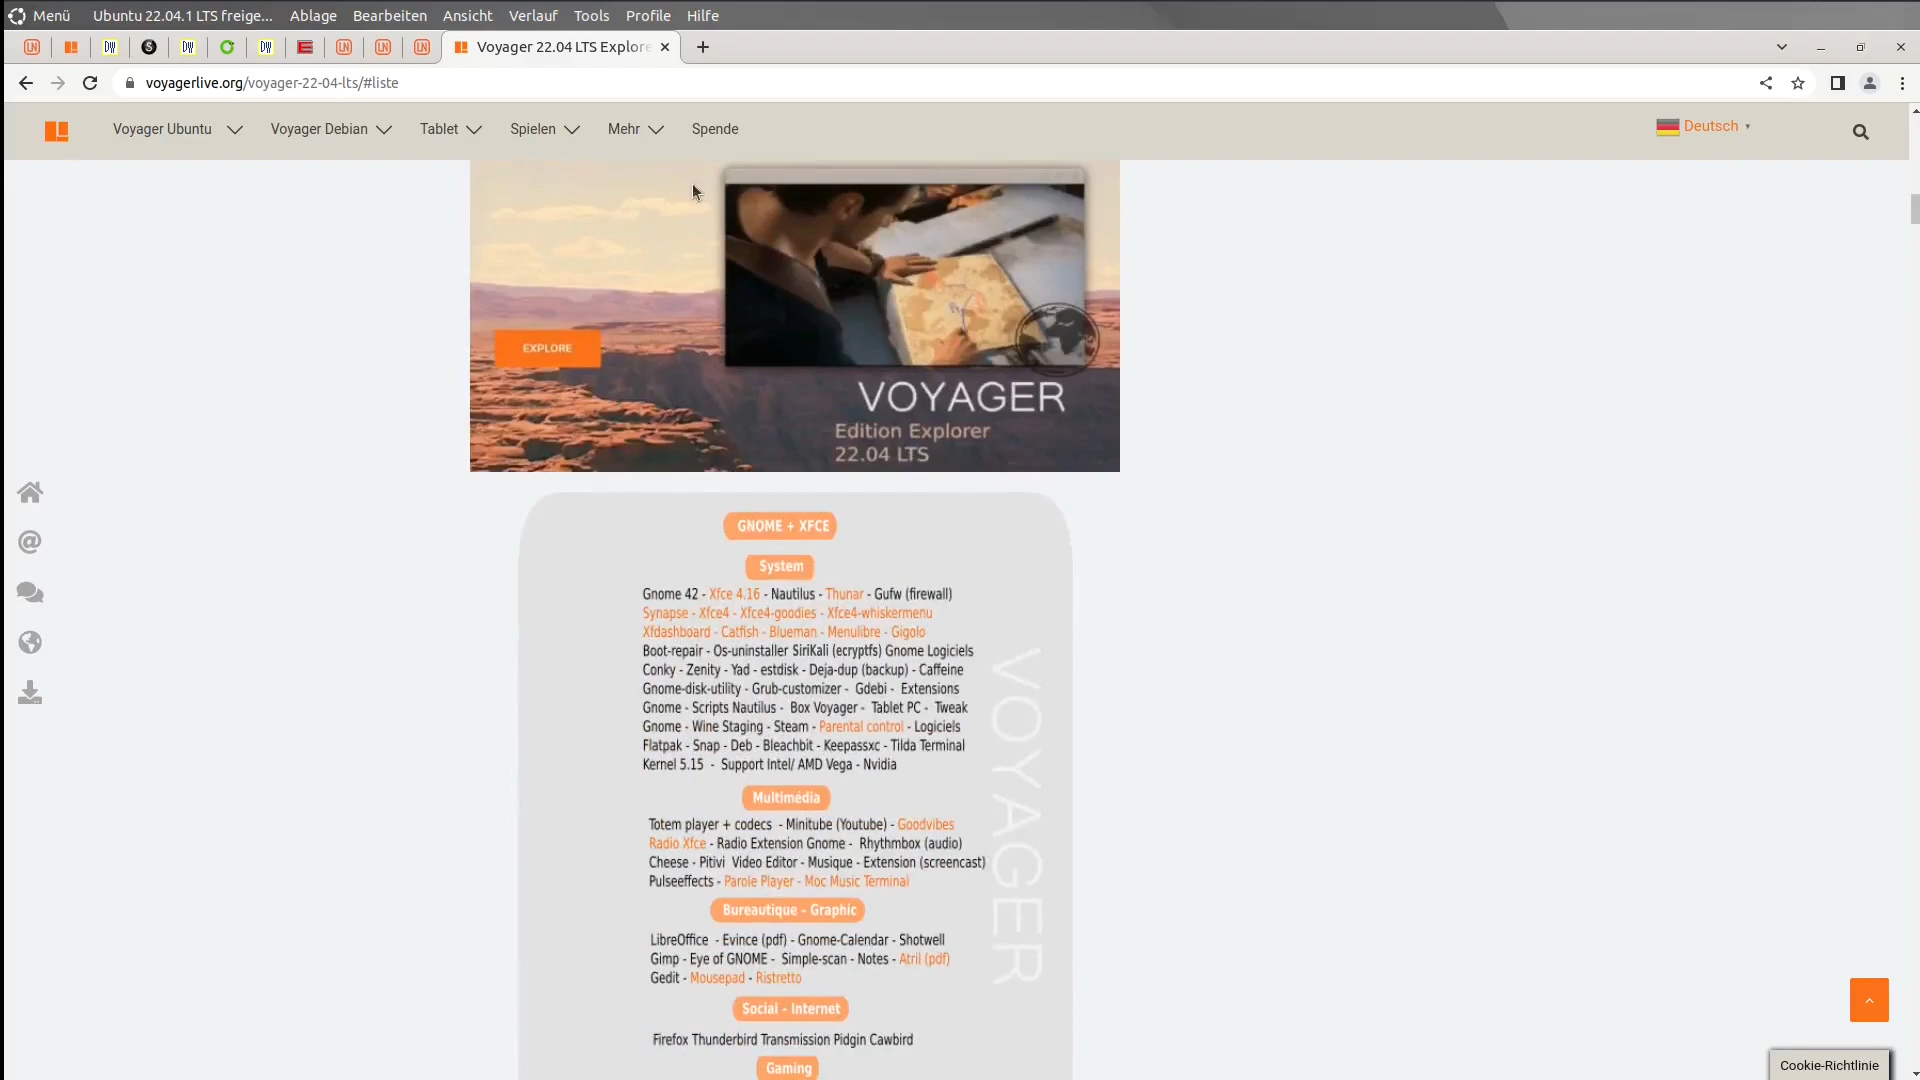 Menü Ubuntu 22.04.1 LTS freige... Ablage Bearbeiten Ansicht Verlauf Tools Profile Hilfe
LN DW S DW DW E LN LN LN Voyager 22.04 LTS Explore
voyagerlive.org/voyager-22-04-lts/#liste
Voyager Ubuntu Voyager Debian Tablet Spielen Mehr Spende Deutsch
EXPLORE
VOYAGER
Edition Explorer
22.04 LTS
GNOME + XFCE
System
Gnome 42 - Xfce 4.16 - Nautilus - Thunar - Gufw (firewall)
Synapse - Xfce4 - Xfce4-goodies - Xfce4-whiskermenu
Xfdashboard - Catfish - Blueman - Menulibre - Gigolo
Boot-repair - Os-uninstaller SiriKali (ecryptfs) Gnome Logiciels
Conky - Zenity - Yad - estdisk - Deja-dup (backup) - Caffeine
Gnome-disk-utility - Grub-customizer - Gdebi - Extensions
Gnome - Scripts Nautilus - Box Voyager - Tablet PC - Tweak
Gnome - Wine Staging - Steam - Parental control - Logiciels
Flatpak - Snap - Deb - Bleachbit - Keepassxc - Tilda Terminal
Kernel 5.15 - Support Intel/ AMD Vega - Nvidia
VOYAGER
Multimédia
Totem player + codecs - Minitube (Youtube) - Goodvibes
Radio Xfce - Radio Extension Gnome - Rhythmbox (audio)
Cheese - Pitivi Video Editor - Musique - Extension (screencast)
Pulseeffects - Parole Player - Moc Music Terminal
Bureautique - Graphic
LibreOffice - Evince (pdf) - Gnome-Calendar - Shotwell
Gimp - Eye of GNOME - Simple-scan - Notes - Atril (pdf)
Gedit - Mousepad - Ristretto
Social - Internet
Firefox Thunderbird Transmission Pidgin Cawbird
Gaming
Cookie-Richtlinie